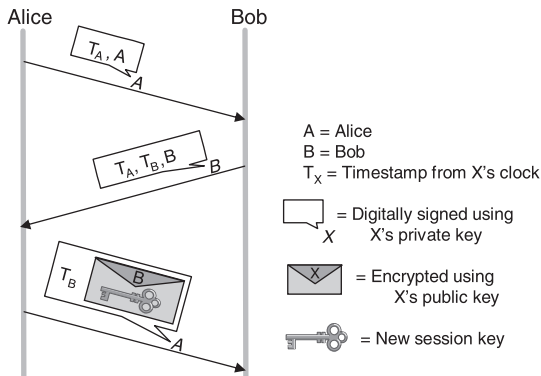 Alice
Bob
T_A, A
A
T_A, T_B, B
B
T_B
B
A
A = Alice
B = Bob
T_X = Timestamp from X's clock
X
= Digitally signed using
X's private key
X
= Encrypted using
X's public key
= New session key